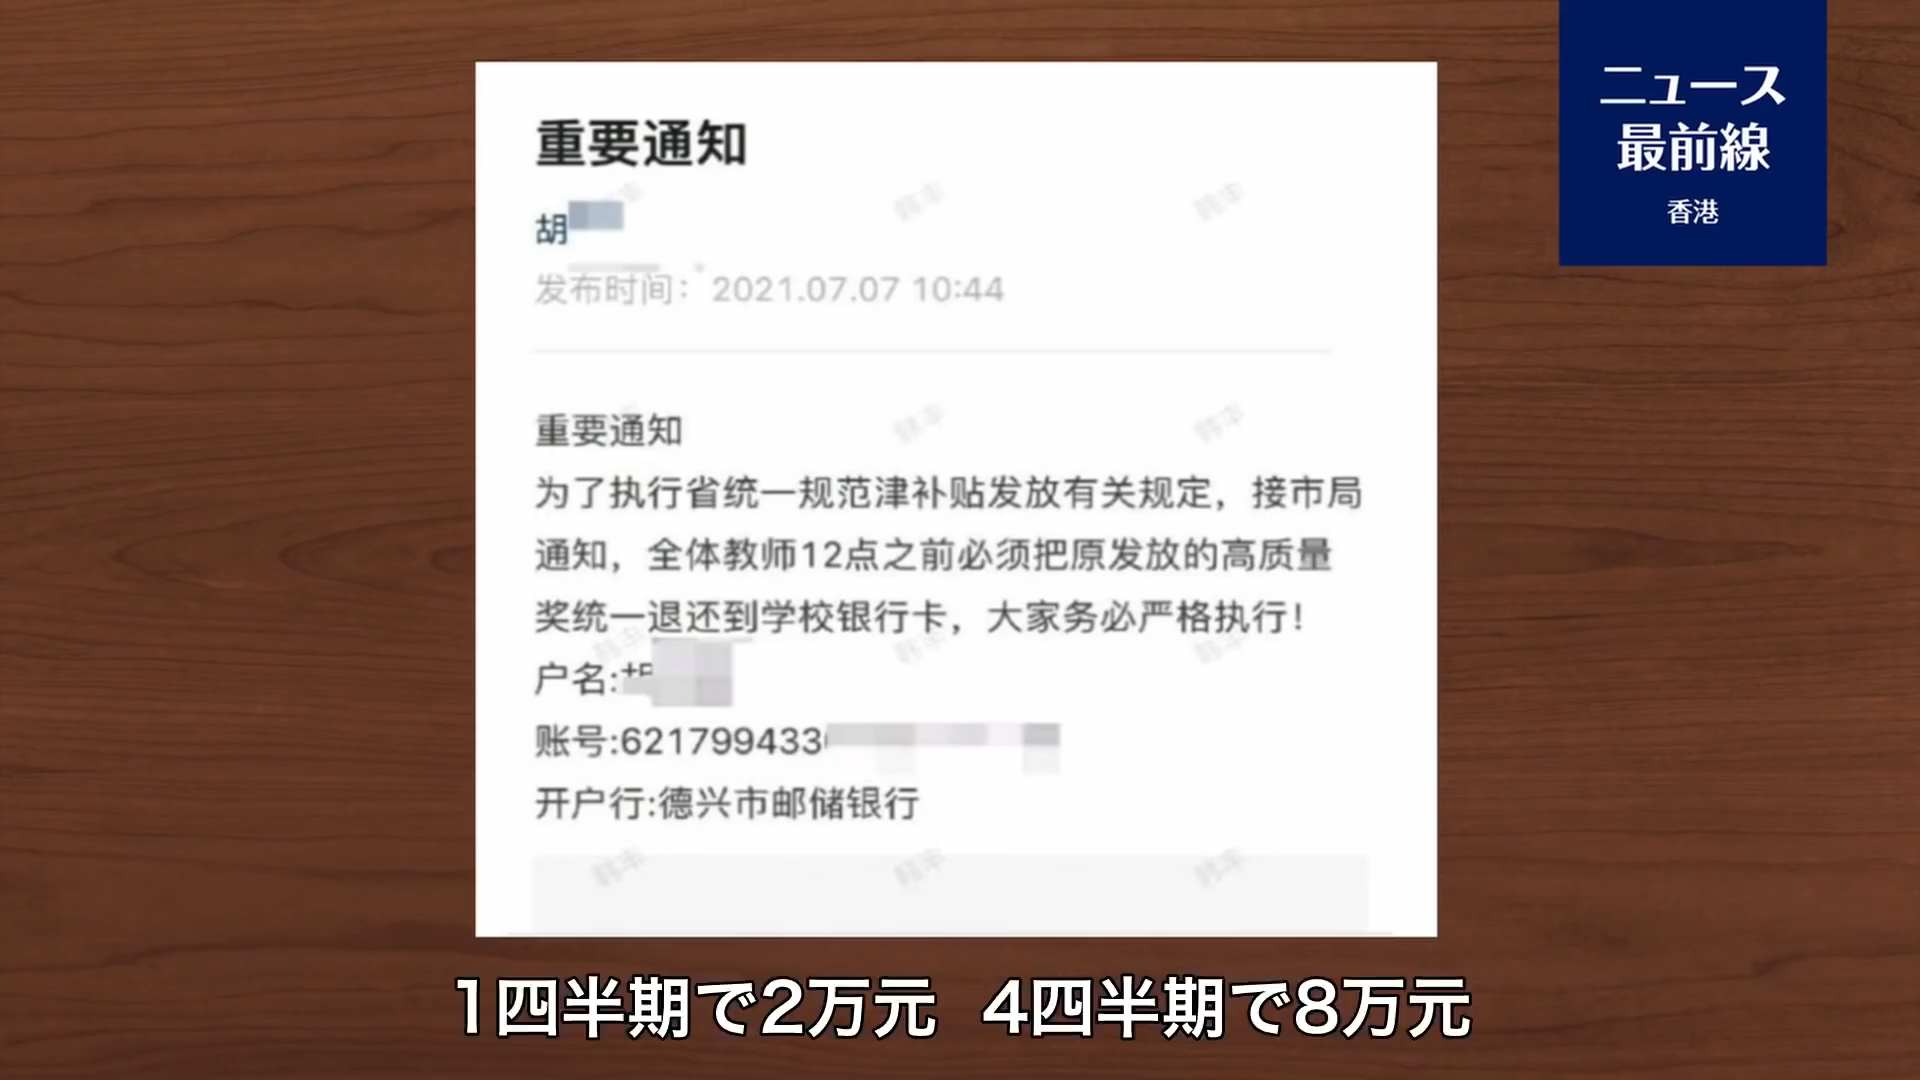 ニュース
最前線
香港
重要通知
胡
发布时间: 2021.07.07 10:44
重要通知
为了执行省统一规范津补贴发放有关规定，接市局
通知，全体教师12点之前必须把原发放的高质量
奖统一退还到学校银行卡，大家务必严格执行！
户名:
账号:621799433
开户行:德兴市邮储银行
1四半期で2万元 4四半期で8万元